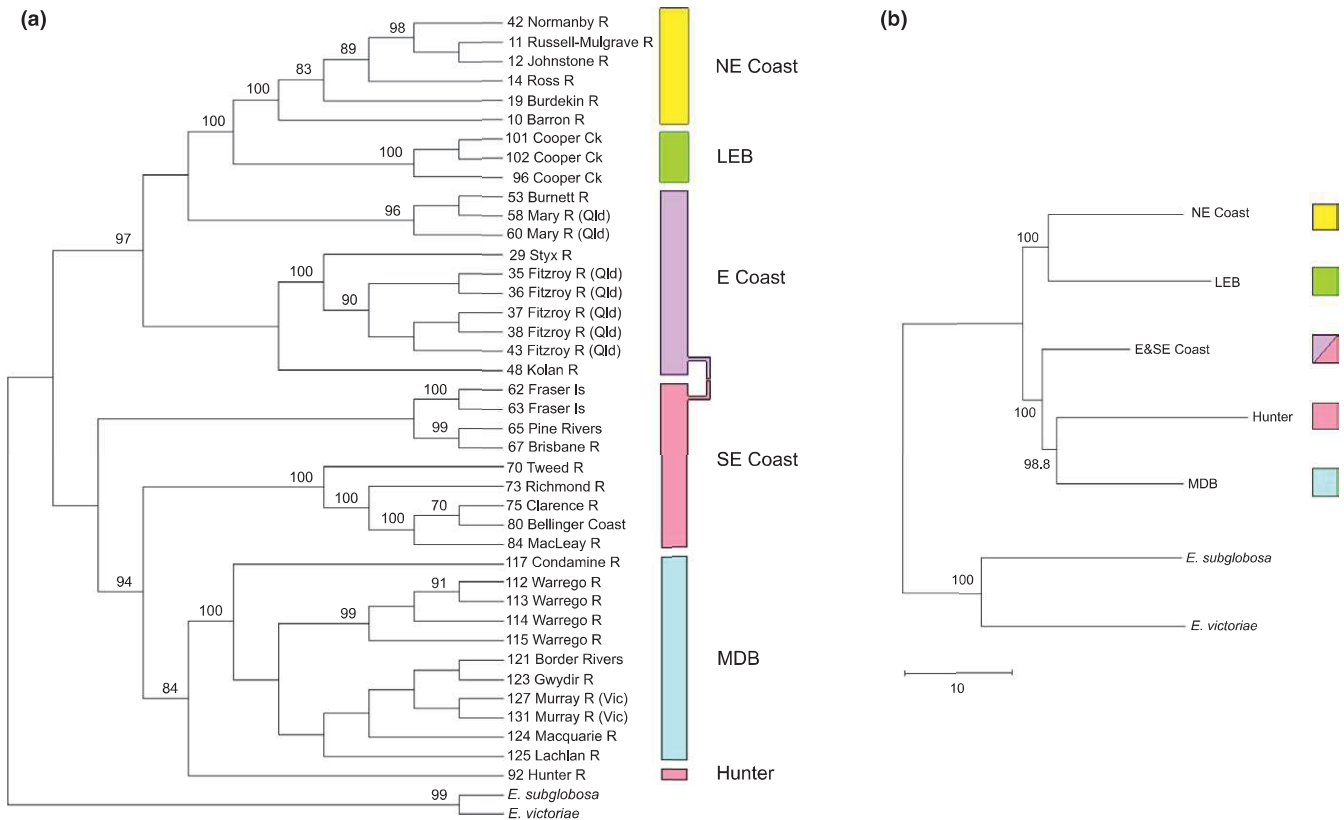 (a)
98
42 Normanby R
11 Russell-Mulgrave R
12 Johnstone R
89
14 Ross R
83
19 Burdekin R
100
10 Barron R
NE Coast
100
101 Cooper Ck
100
102 Cooper Ck
96 Cooper Ck
LEB
53 Burnett R
96
58 Mary R (Qld)
60 Mary R (Qld)
97
29 Styx R
100
35 Fitzroy R (Qld)
36 Fitzroy R (Qld)
90
37 Fitzroy R (Qld)
38 Fitzroy R (Qld)
43 Fitzroy R (Qld)
48 Kolan R
E Coast
100
62 Fraser Is
63 Fraser Is
99
65 Pine Rivers
67 Brisbane R
100
70 Tweed R
100
73 Richmond R
70
75 Clarence R
100
80 Bellinger Coast
84 MacLeay R
SE Coast
94
117 Condamine R
100
91
112 Warrego R
113 Warrego R
99
114 Warrego R
115 Warrego R
121 Border Rivers
123 Gwydir R
127 Murray R (Vic)
131 Murray R (Vic)
124 Macquarie R
125 Lachlan R
MDB
84
92 Hunter R
Hunter
99
E. subglobosa
E. victoriae
(b)
NE Coast
100
LEB
E&SE Coast
100
Hunter
98.8
MDB
E. subglobosa
100
E. victoriae
10